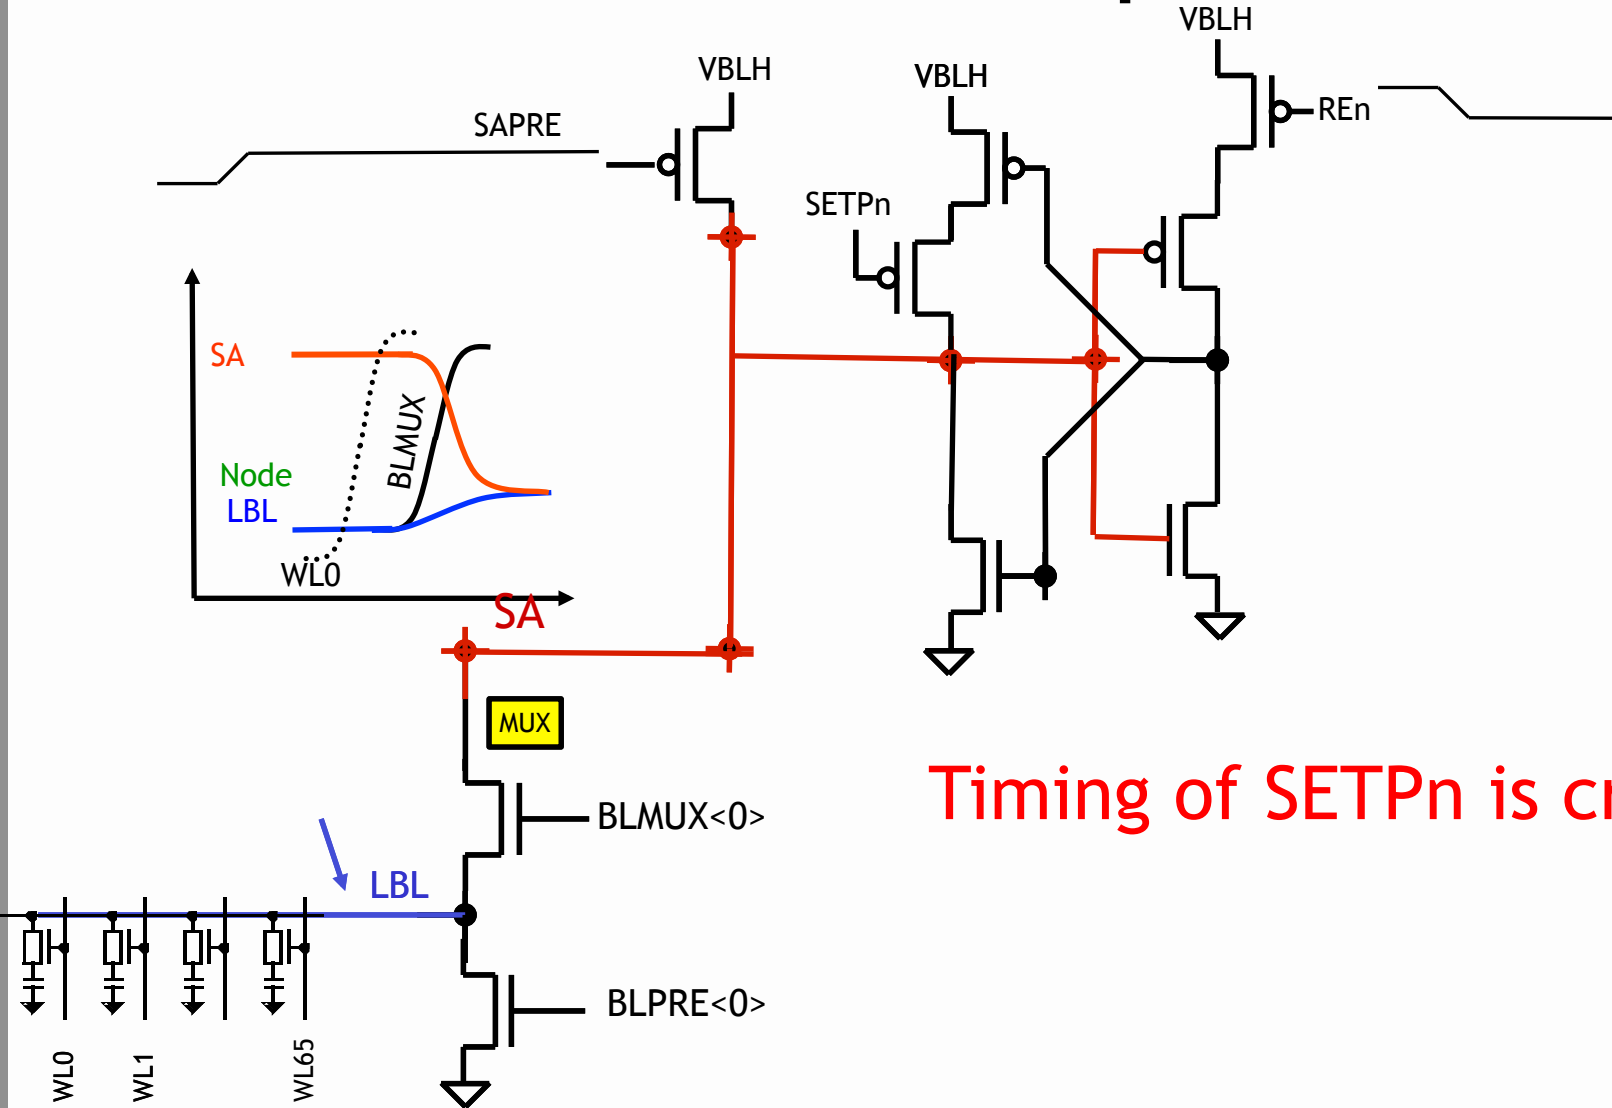 VBLH
VBLH
VBLH
SAPRE
REn
SETPn
SA
BLMUX
Node
LBL
WL0
SA
MUX
Timing of SETPn is
BLMUX<0>
LBL
BLPRE<0>
WL0
WL1
WL65